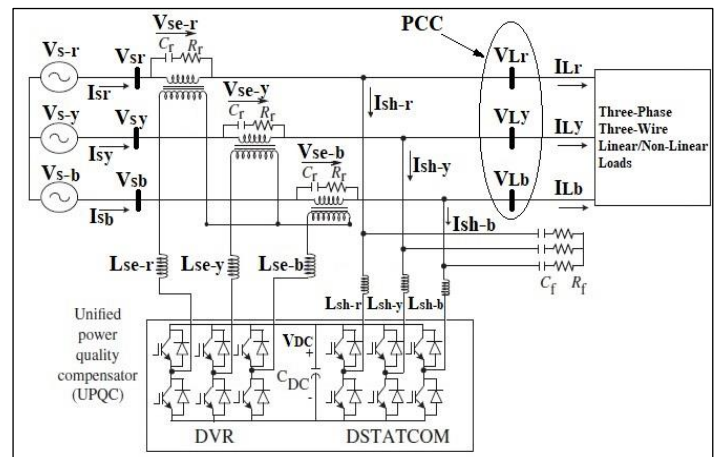 PCC
Vse-r
Vs-r
Vsr
Cr
Rr
VLr
ILr
Isr
Vse-y
Ish-r
Vs-y
Vsy
Cr
Rr
VLy
ILy
Isy
Vse-b
Ish-y
Vs-b
Vsb
Cr
Rr
VLb
ILb
Isb
Ish-b
Three-Phase
Three-Wire
Linear/Non-Linear
Loads
Lse-r
Lse-y
Lse-b
Cf
Rf
Lsh-r
Lsh-y
Lsh-b
Unified
power
quality
compensator
(UPQC)
VDC
+
CDC
-
DVR
DSTATCOM